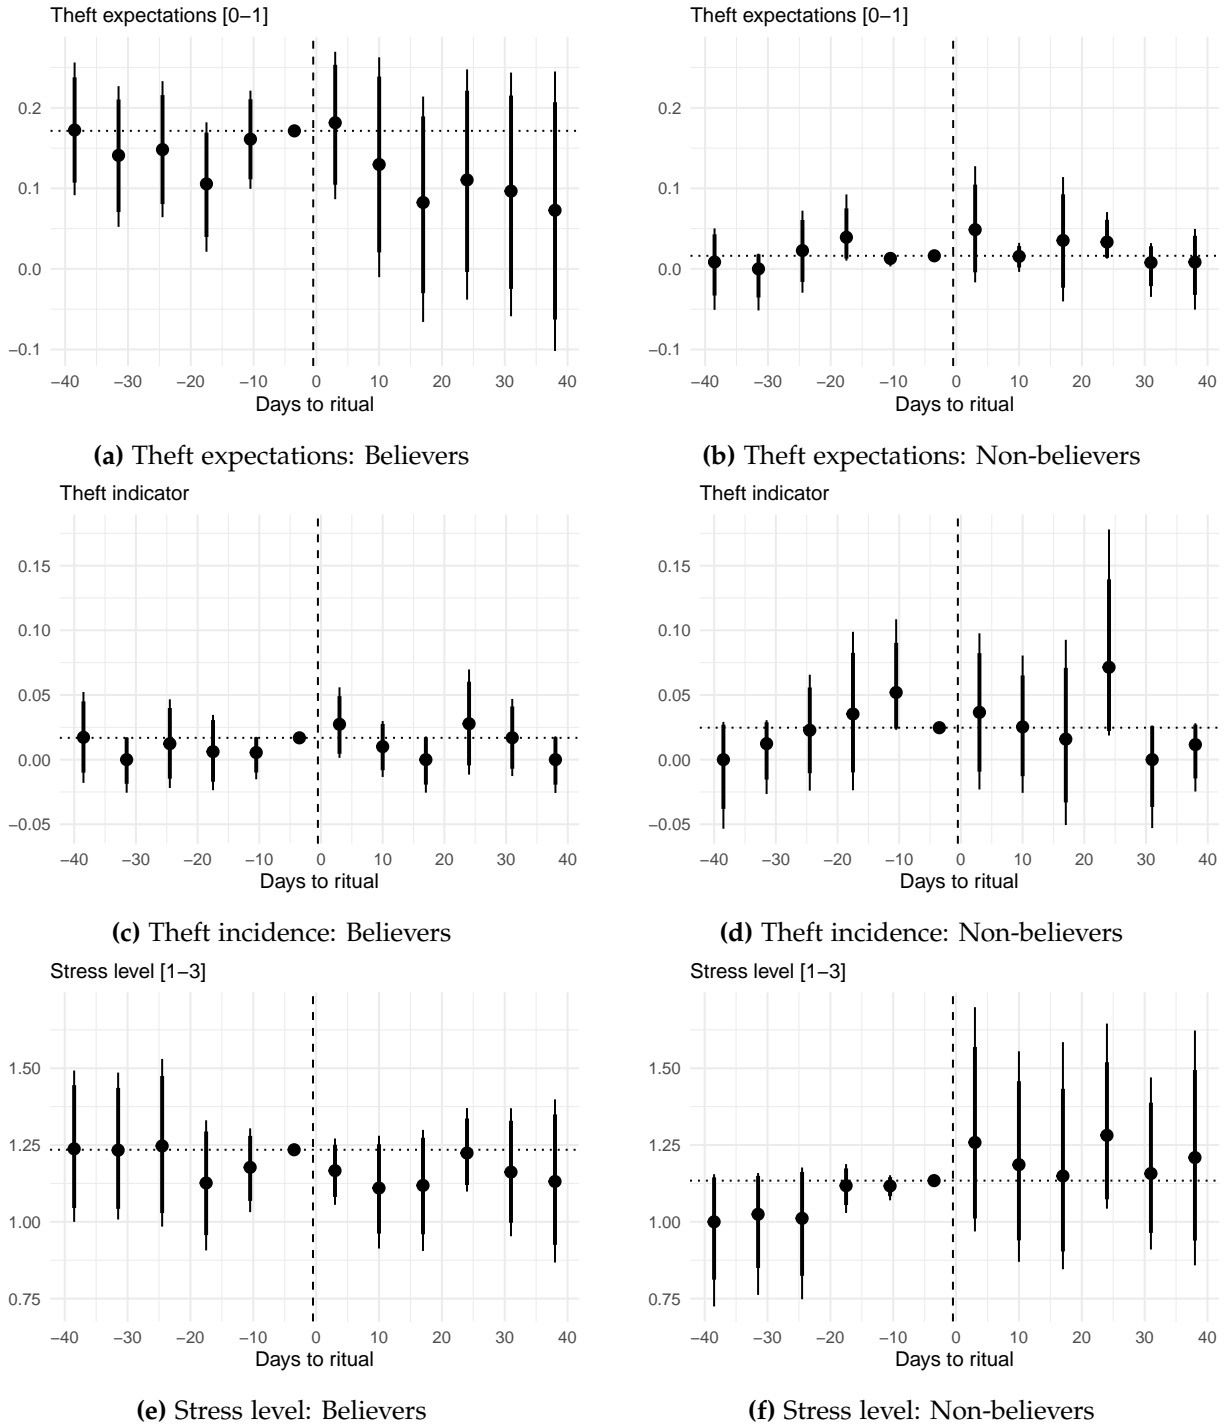 Theft expectations [0−1]
0.2
0.1
0.0
−0.1
−40 −30 −20 −10 0 10 20 30 40
Days to ritual
(a) Theft expectations: Believers
Theft expectations [0−1]
0.2
0.1
0.0
−0.1
−40 −30 −20 −10 0 10 20 30 40
Days to ritual
(b) Theft expectations: Non-believers
Theft indicator
0.15
0.10
0.05
0.00
−0.05
−40 −30 −20 −10 0 10 20 30 40
Days to ritual
(c) Theft incidence: Believers
Theft indicator
0.15
0.10
0.05
0.00
−0.05
−40 −30 −20 −10 0 10 20 30 40
Days to ritual
(d) Theft incidence: Non-believers
Stress level [1−3]
1.50
1.25
1.00
0.75
−40 −30 −20 −10 0 10 20 30 40
Days to ritual
(e) Stress level: Believers
Stress level [1−3]
1.50
1.25
1.00
0.75
−40 −30 −20 −10 0 10 20 30 40
Days to ritual
(f) Stress level: Non-believers